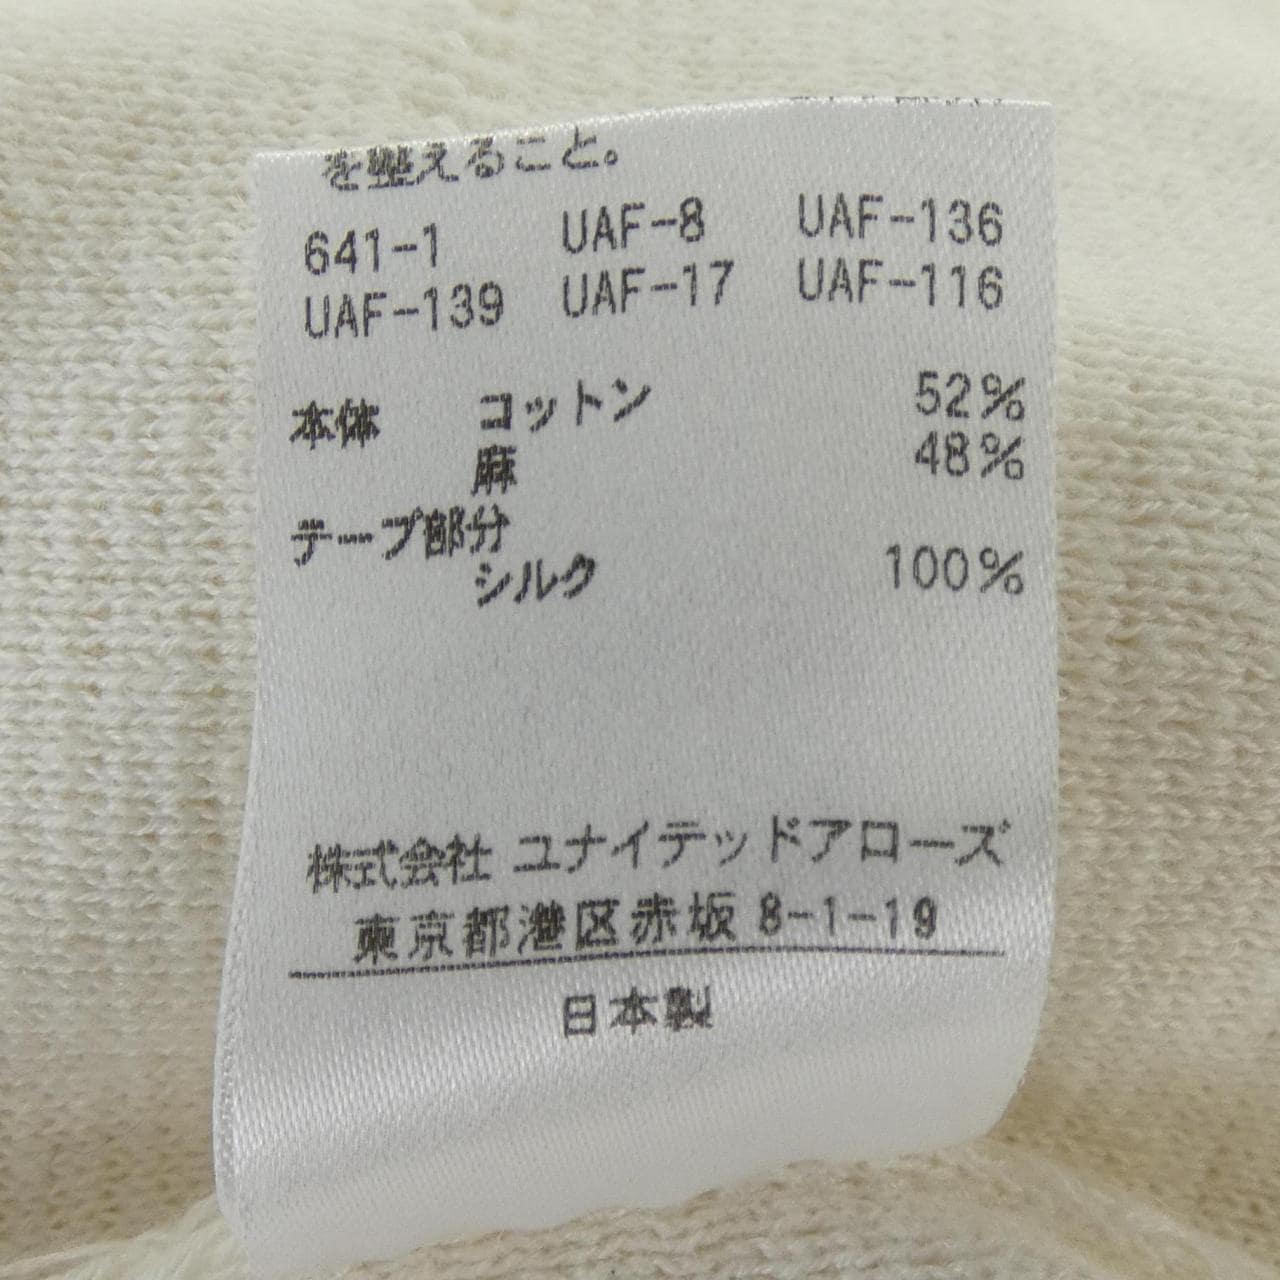 を整えること。
641-1 UAF-8 UAF-136
UAF-139 UAF-17 UAF-116
本体 コットン 52%
麻 48%
テープ部分
シルク 100%
株式会社 ユナイテッドアローズ
東京都港区赤坂 8-1-19
日本製